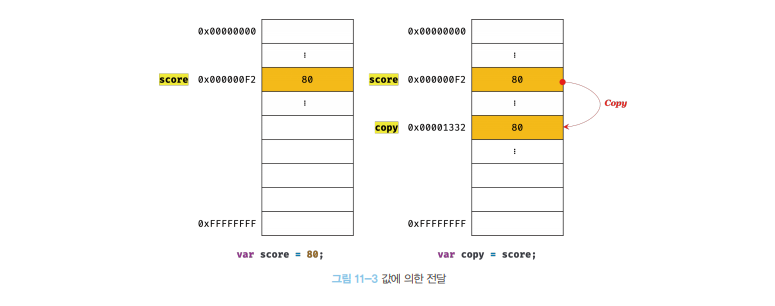 0x00000000
⋮
score 0x000000F2 80
⋮
0xFFFFFFFF
var score = 80;
0x00000000
⋮
score 0x000000F2 80
⋮
Copy
copy 0x00001332 80
⋮
0xFFFFFFFF
var copy = score;
그림 11-3 값에 의한 전달